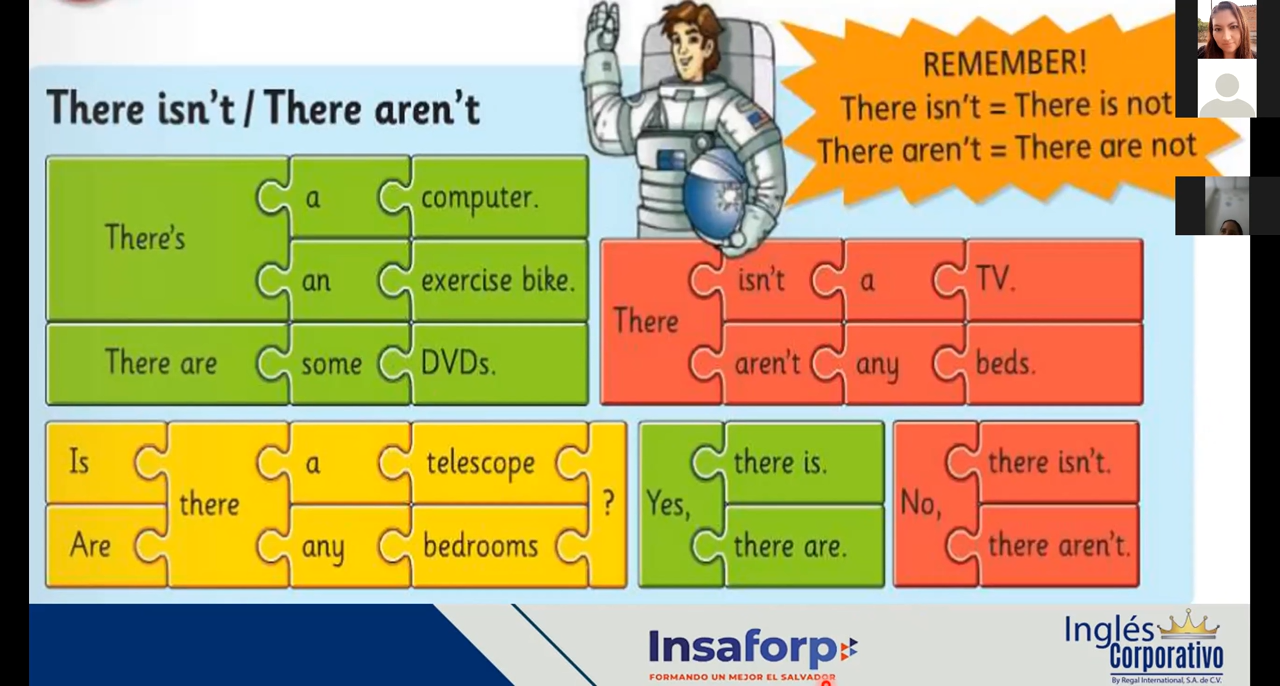 There isn't / There aren't
REMEMBER!
There isn't = There is not
There aren't = There are not
There's
a
computer.
an
exercise bike.
There are
some
DVDs.
There
isn't
a
TV.
aren't
any
beds.
Is
there
a
telescope
?
Are
any
bedrooms
Yes,
there is.
there are.
No,
there isn't.
there aren't.
Insaforp
FORMANDO UN MEJOR EL SALVADOR
Inglés
Corporativo
By Regal International, S.A. de C.V.